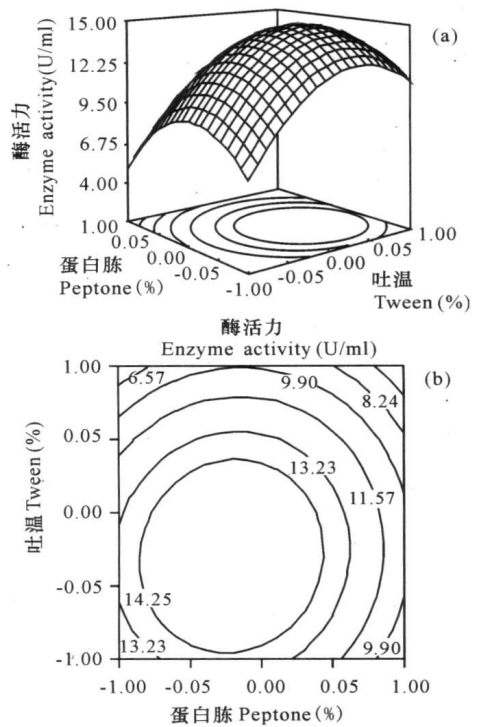 (a)
酶活力
Enzyme activity(U/ml)
15.00
12.25
9.50
6.75
4.00
1.00
0.05
0.00
-0.05
-1.00
蛋白胨
Peptone(%)
-0.05
0.00
0.05
1.00
吐温
Tween(%)
酶活力
Enzyme activity(U/ml)
(b)
吐温 Tween(%)
1.00
0.05
0.00
-0.05
-1.00
6.57
9.90
8.24
13.23
11.57
14.25
13.23
9.90
-1.00 -0.05 0.00 0.05 1.00
蛋白胨 Peptone(%)